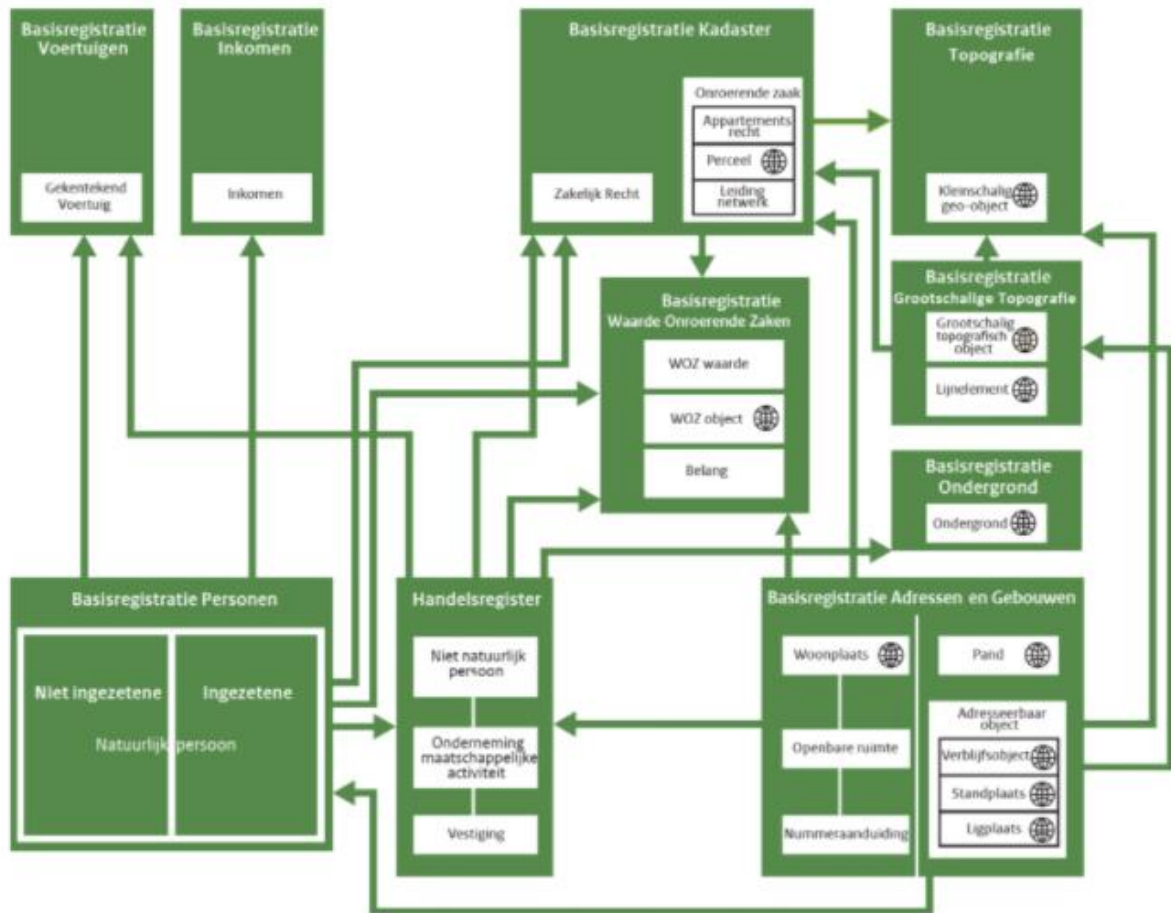 Basisregistratie
Voertuigen
Gekentekend
Voertuig
Basisregistratie
Inkomen
Inkomen
Basisregistratie Kadaster
Zakelijk Recht
Onroerende zaak
Appartements
recht
Perceel
Leiding
netwerk
Basisregistratie
Topografie
Kleinschalig
geo-object
Basisregistratie
Grootschalige Topografie
Grootschalig
topografisch
object
Lijnelement
Basisregistratie
Waarde Onroerende Zaken
WOZ waarde
WOZ object
Belang
Basisregistratie
Ondergrond
Ondergrond
Basisregistratie Personen
Niet ingezetene
Ingezetene
Natuurlijk persoon
Handelsregister
Niet natuurlijk
persoon
Onderneming
maatschappelijke
activiteit
Vestiging
Basisregistratie Adressen en Gebouwen
Woonplaats
Openbare ruimte
Nummeraanduiding
Pand
Adresseerbaar
object
Verblijfsobject
Standplaats
Ligplaats